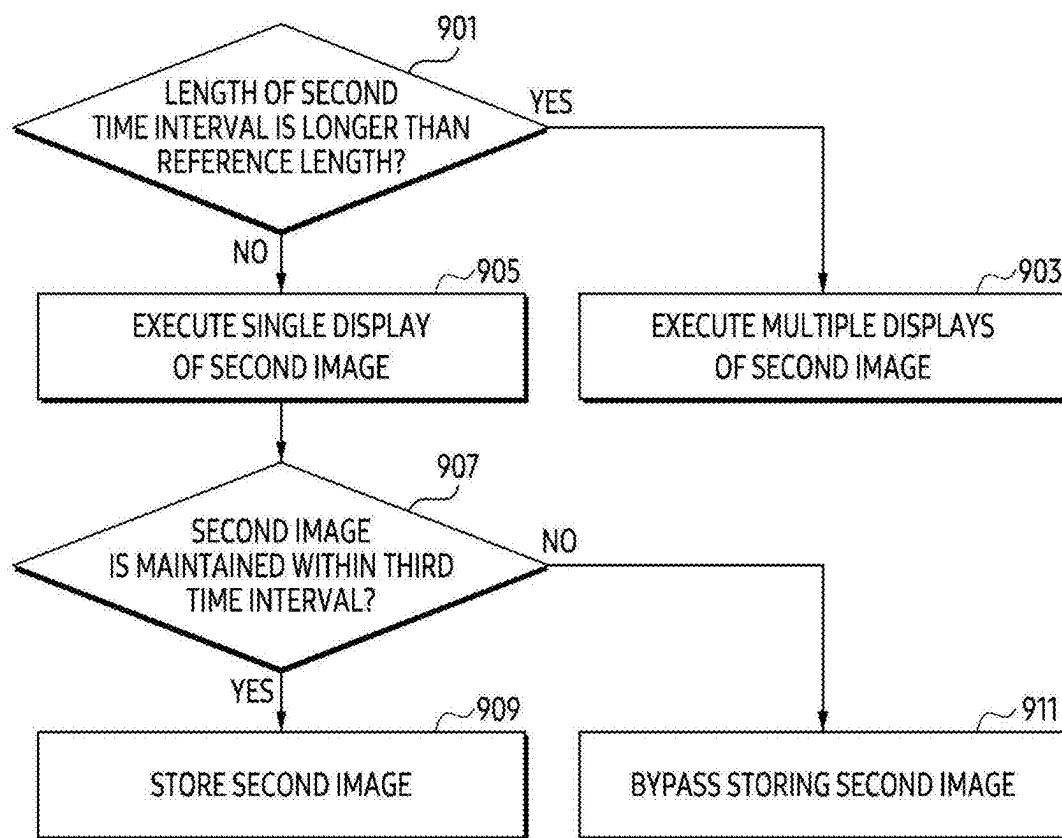 901
LENGTH OF SECOND
TIME INTERVAL IS LONGER THAN
REFERENCE LENGTH?
YES
NO
905
EXECUTE SINGLE DISPLAY
OF SECOND IMAGE
903
EXECUTE MULTIPLE DISPLAYS
OF SECOND IMAGE
907
SECOND IMAGE
IS MAINTAINED WITHIN THIRD
TIME INTERVAL?
NO
YES
909
STORE SECOND IMAGE
911
BYPASS STORING SECOND IMAGE